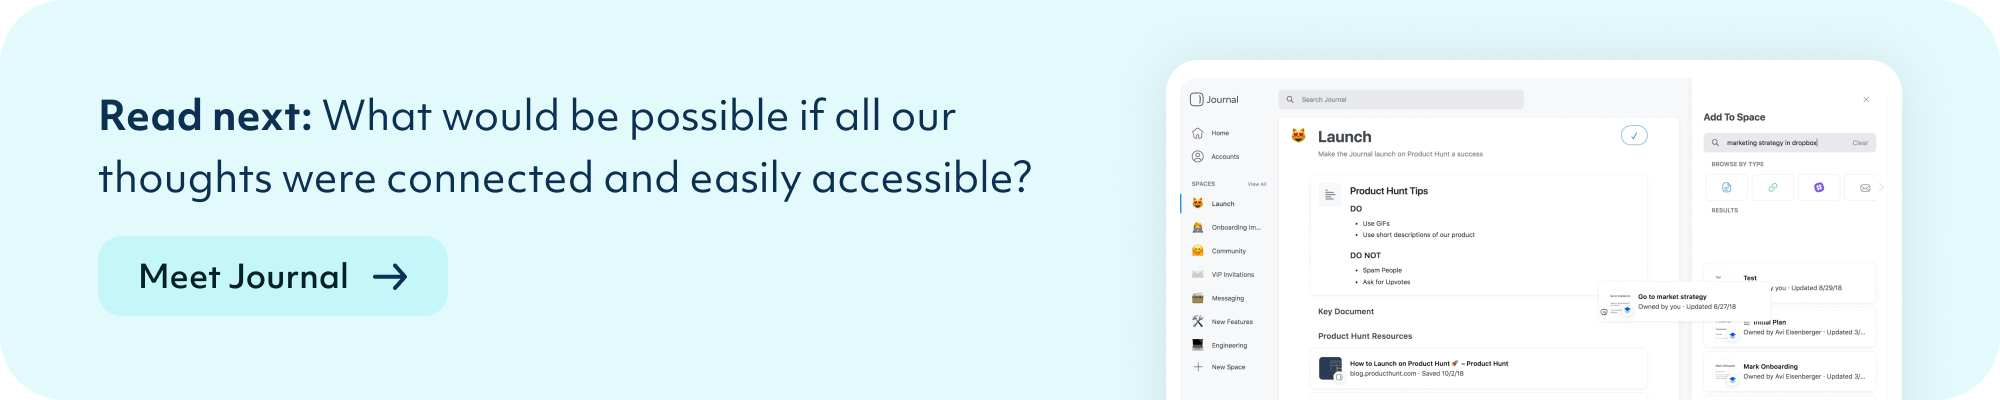 Read next: What would be possible if all our
thoughts were connected and easily accessible?
Meet Journal
Journal
Home
Accounts
SPACES
View All
Launch
Onboarding Im...
Community
VIP Invitations
Messaging
New Features
Engineering
New Space
Search Journal
Launch
Make the Journal launch on Product Hunt a success
Product Hunt Tips
DO
• Use GIFs
• Use short descriptions of our product
DO NOT
• Spam People
• Ask for Upvotes
Key Document
Product Hunt Resources
How to Launch on Product Hunt 🚀 – Product Hunt
blog.producthunt.com · Saved 10/2/18
Add To Space
marketing strategy in dropbox
Clear
BROWSE BY TYPE
RESULTS
Test
y you · Updated 8/29/18
Go to market strategy
Owned by you · Updated 6/27/18
Initial Plan
Owned by Avi Eisenberger · Updated 3/...
Mark Onboarding
Owned by Avi Eisenberger · Updated 3/...